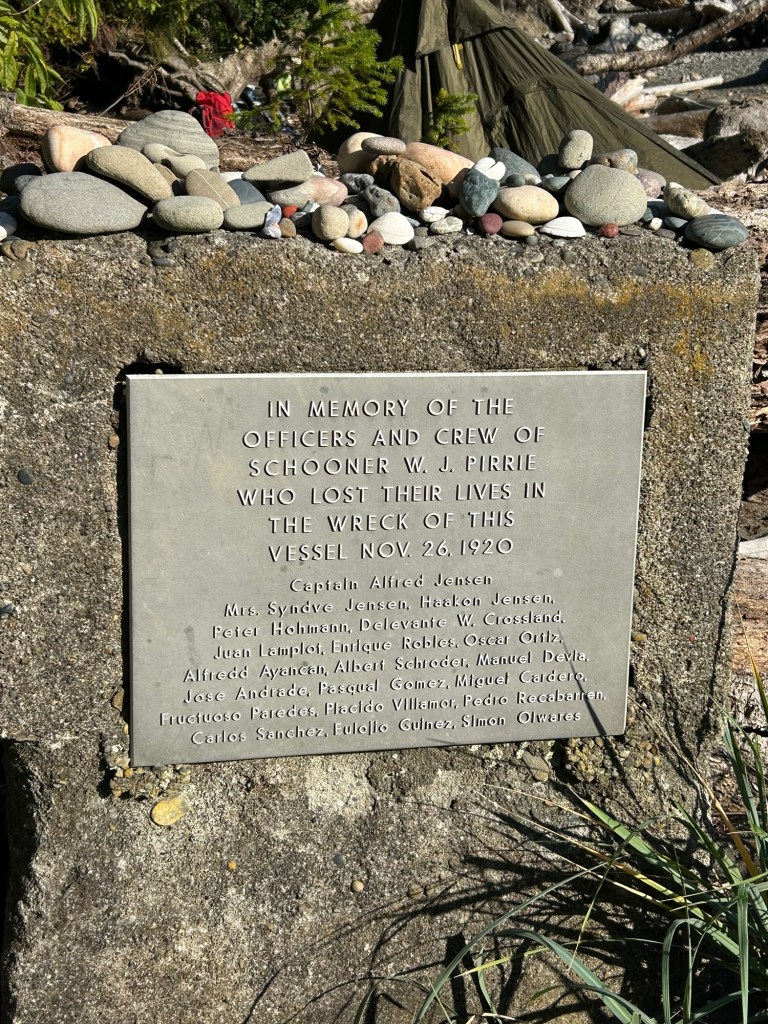 IN MEMORY OF THE
OFFICERS AND CREW OF
SCHOONER W. J. PIRRIE
WHO LOST THEIR LIVES IN
THE WRECK OF THIS
VESSEL NOV. 26, 1920
Captain Alfred Jensen
Mrs. Syndve Jensen, Haakon Jensen,
Peter Hohmann, Delevante W. Crossland,
Juan Lamplot, Enrique Robles, Oscar Ortiz,
Alfredd Ayancan, Albert Schroder, Manuel Devia,
Jose Andrade, Pasqual Gomez, Miguel Cardero,
Fructuoso Paredes, Placido Villamor, Pedro Recabarren,
Carlos Sanchez, Eulojio Guinez, Simon Olwares